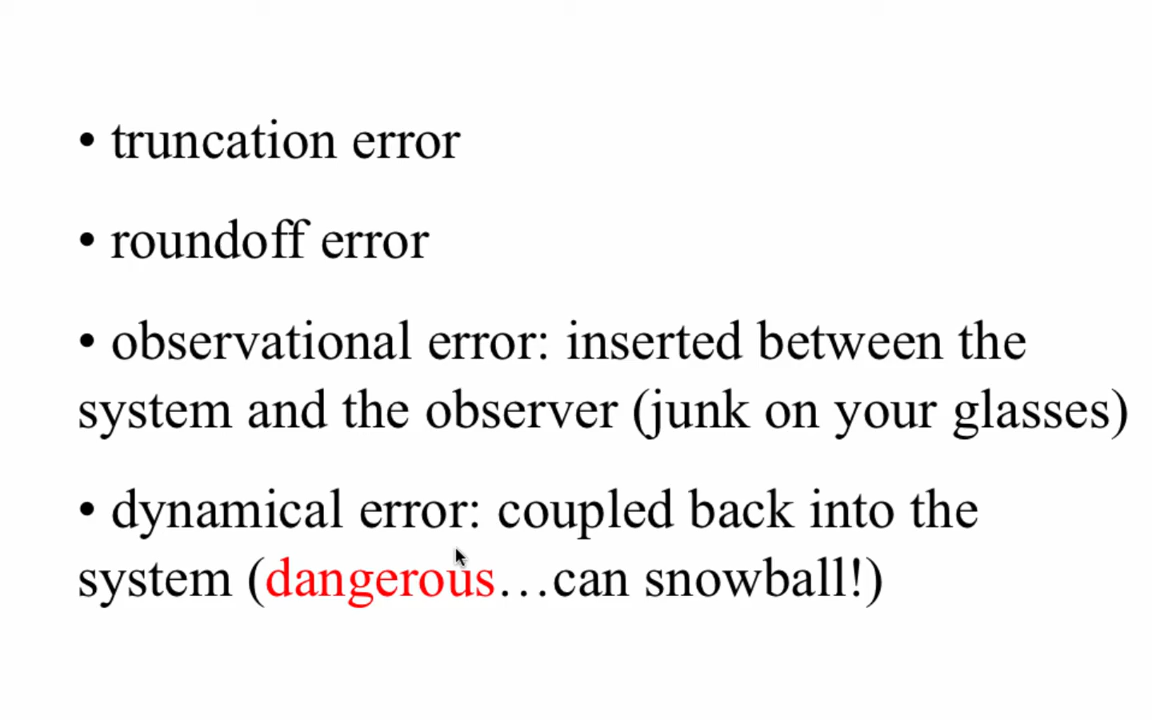 • truncation error
• roundoff error
• observational error: inserted between the
system and the observer (junk on your glasses)
• dynamical error: coupled back into the
system (dangerous…can snowball!)